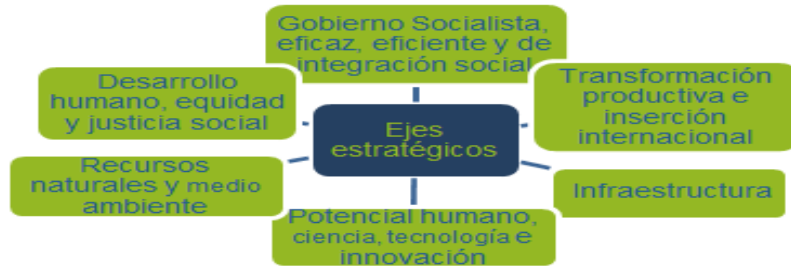 Gobierno Socialista,
eficaz, eficiente y de
integración social
Transformación
productiva e
inserción
internacional
Infraestructura
Potencial humano,
ciencia, tecnología e
innovación
Recursos
naturales y medio
ambiente
Desarrollo
humano, equidad
y justicia social
Ejes
estratégicos